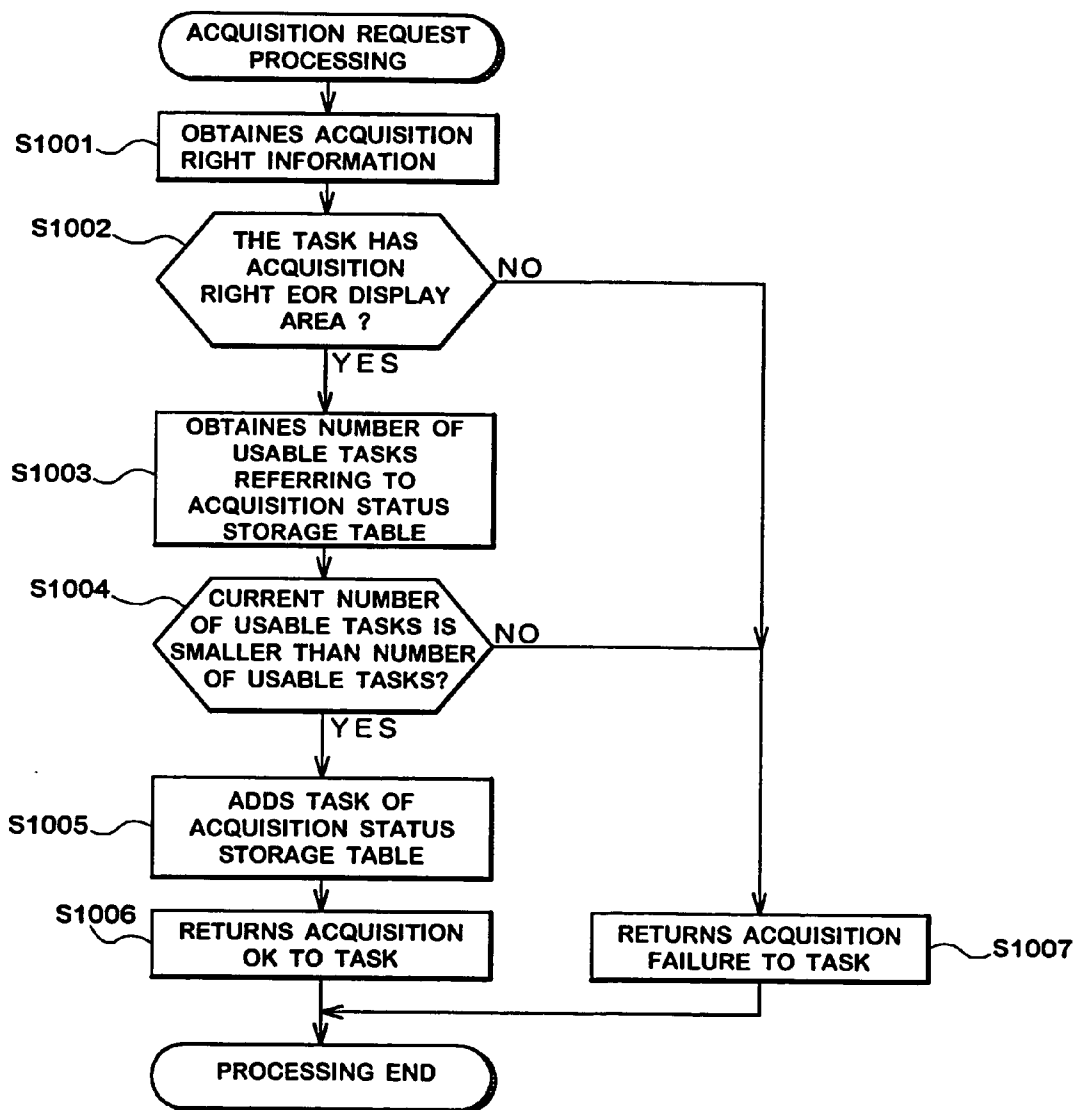 ACQUISITION REQUEST
PROCESSING
S1001
OBTAINES ACQUISITION
RIGHT INFORMATION
S1002
THE TASK HAS
ACQUISITION
RIGHT EOR DISPLAY
AREA ?
NO
YES
S1003
OBTAINES NUMBER OF
USABLE TASKS
REFERRING TO
ACQUISITION STATUS
STORAGE TABLE
S1004
CURRENT NUMBER
OF USABLE TASKS IS
SMALLER THAN NUMBER
OF USABLE TASKS?
NO
YES
S1005
ADDS TASK OF
ACQUISITION STATUS
STORAGE TABLE
S1006
RETURNS ACQUISITION
OK TO TASK
RETURNS ACQUISITION
FAILURE TO TASK
S1007
PROCESSING END